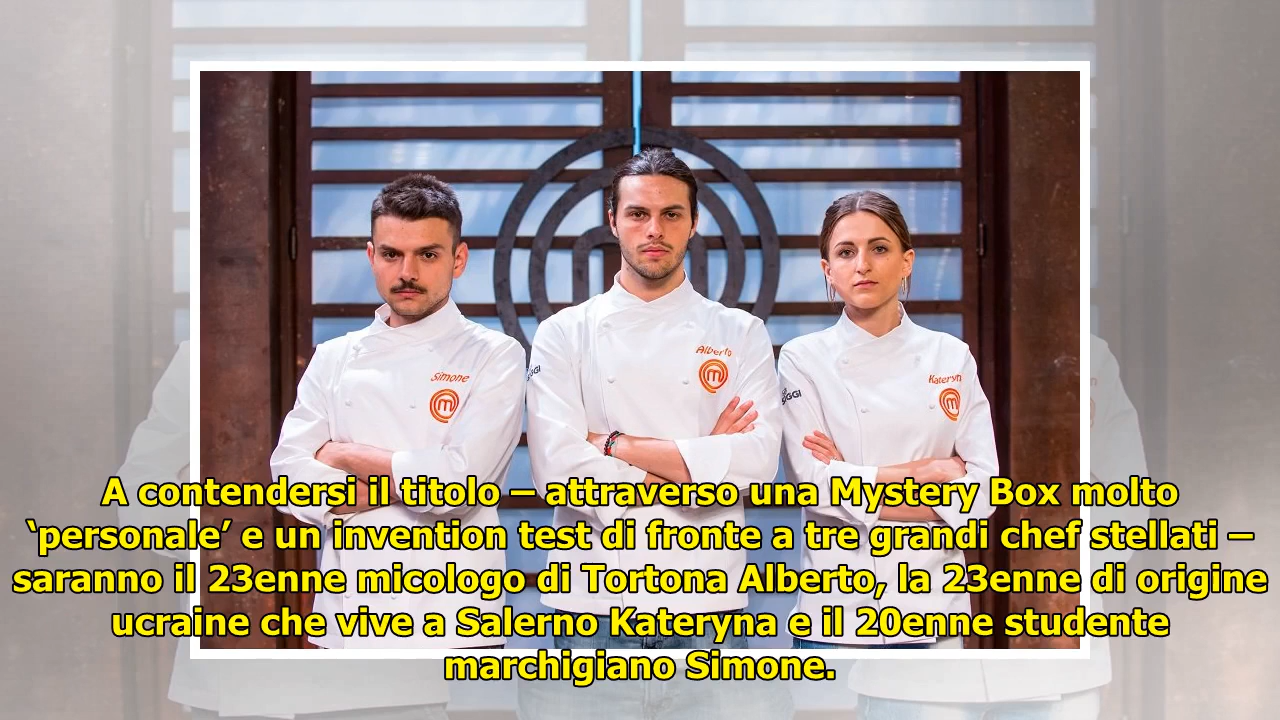 Simone
Alberto
Kateryn
GGI
GGI
A contendersi il titolo – attraverso una Mystery Box molto
‘personale’ e un invention test di fronte a tre grandi chef stellati –
saranno il 23enne micologo di Tortona Alberto, la 23enne di origine
ucraine che vive a Salerno Kateryna e il 20enne studente
marchigiano Simone.